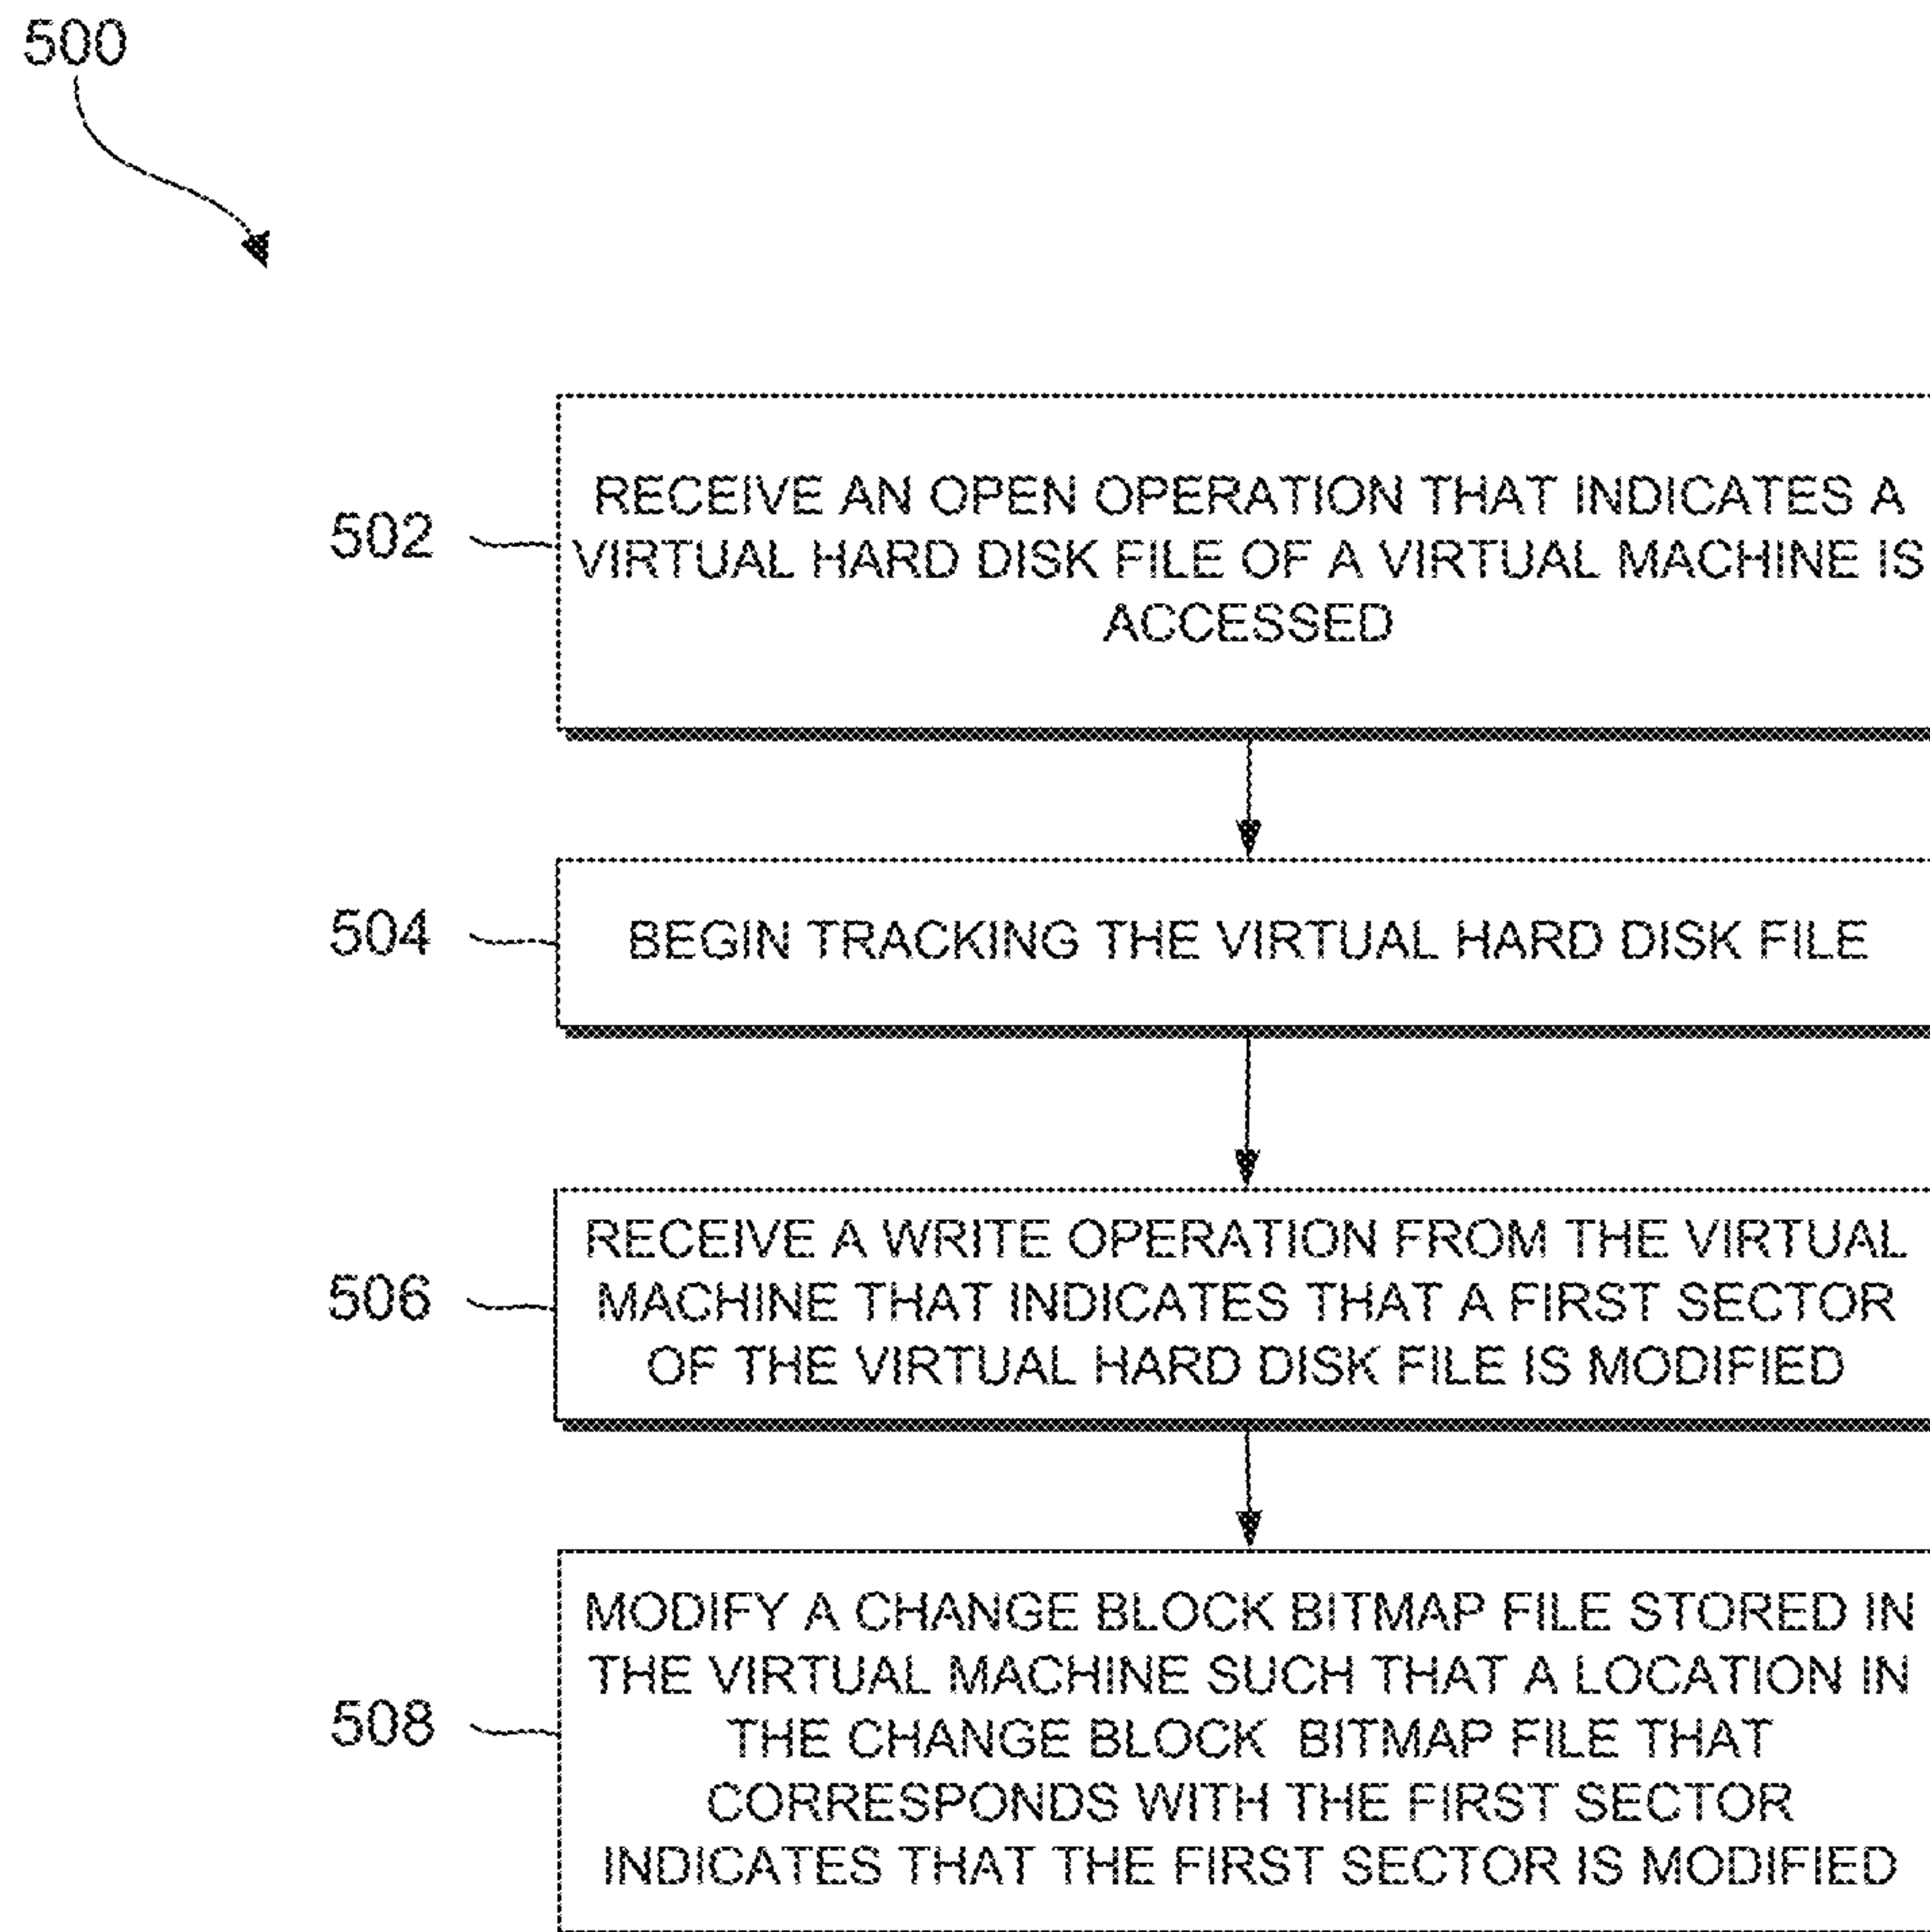 500
502
RECEIVE AN OPEN OPERATION THAT INDICATES A
VIRTUAL HARD DISK FILE OF A VIRTUAL MACHINE IS
ACCESSED
504
BEGIN TRACKING THE VIRTUAL HARD DISK FILE
506
RECEIVE A WRITE OPERATION FROM THE VIRTUAL
MACHINE THAT INDICATES THAT A FIRST SECTOR
OF THE VIRTUAL HARD DISK FILE IS MODIFIED
508
MODIFY A CHANGE BLOCK BITMAP FILE STORED IN
THE VIRTUAL MACHINE SUCH THAT A LOCATION IN
THE CHANGE BLOCK BITMAP FILE THAT
CORRESPONDS WITH THE FIRST SECTOR
INDICATES THAT THE FIRST SECTOR IS MODIFIED